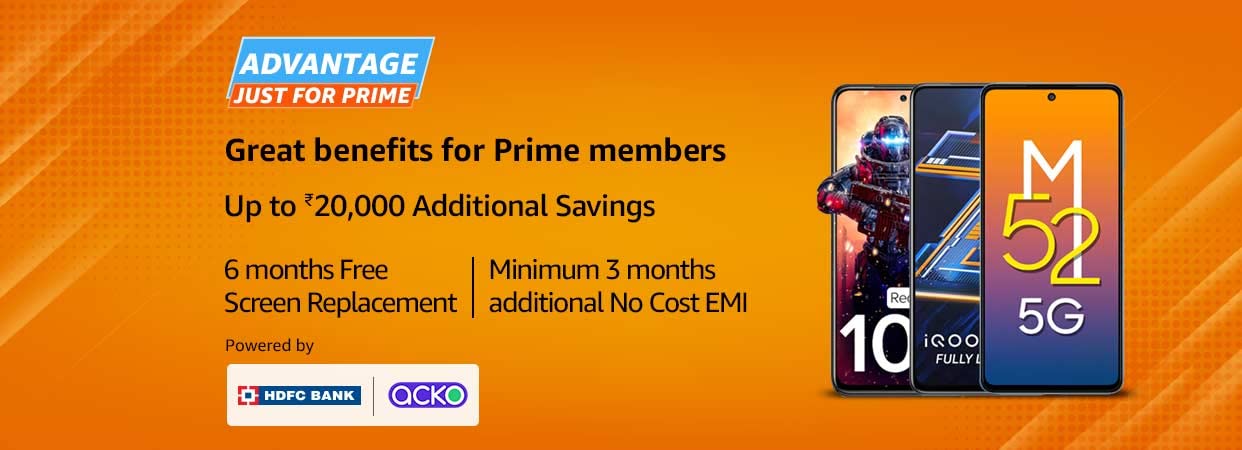 ADVANTAGE
JUST FOR PRIME
Great benefits for Prime members
Up to ₹20,000 Additional Savings
6 months Free
Screen Replacement
Minimum 3 months
additional No Cost EMI
Powered by
HDFC BANK
acko
10
iQOO
FULLY
M
52
5G